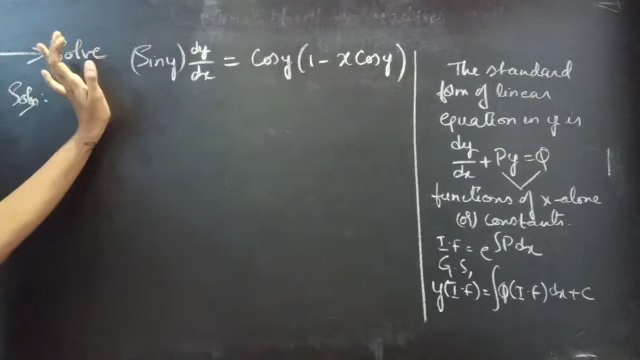 → Solve (Siny) dy/dx = Cosy (1 - x Cosy)
Soln:
The standard
form of linear
equation in y is
dy/dx + Py = Q
functions of x-alone
(or) constants.
I.f = e^∫Pdx
G.S,
y(I.f) = ∫Q(I.f)dx + C